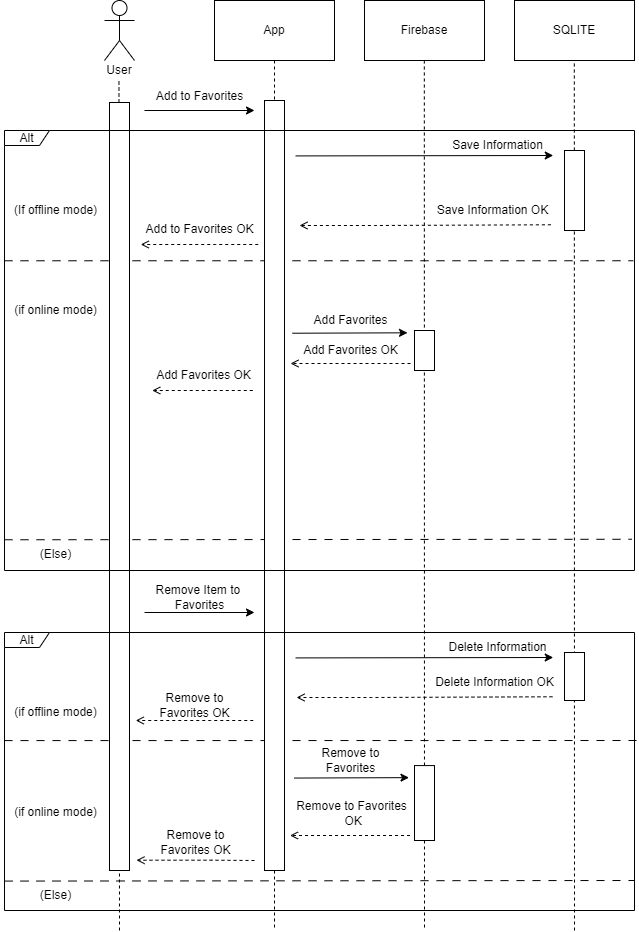 App
Firebase
SQLITE
User
Add to Favorites
Alt
Save Information
(If offline mode)
Save Information OK
Add to Favorites OK
(if online mode)
Add Favorites
Add Favorites OK
Add Favorites OK
(Else)
Remove Item to
Favorites
Alt
Delete Information
Delete Information OK
Remove to
Favorites OK
(if offline mode)
Remove to
Favorites
Remove to Favorites
OK
(if online mode)
Remove to
Favorites OK
(Else)